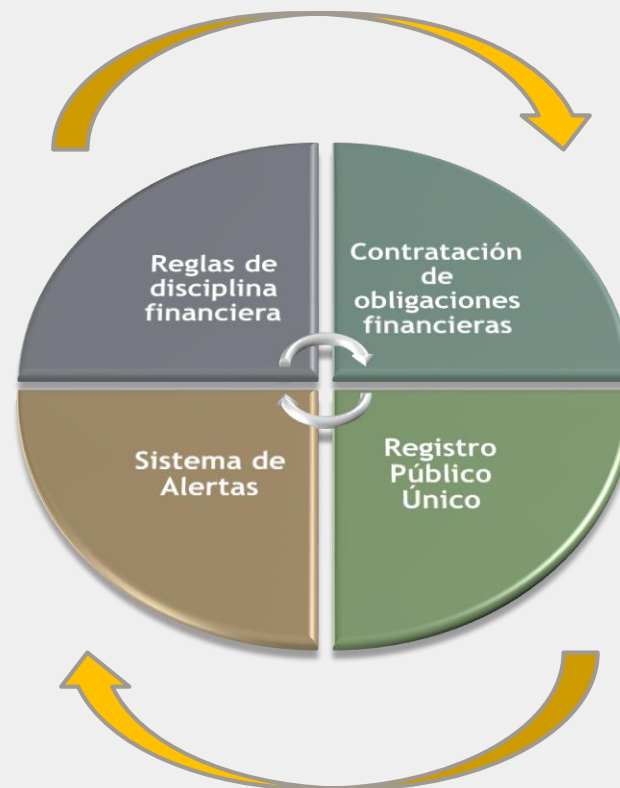 Reglas de
disciplina
financiera
Contratación
de
obligaciones
financieras
Sistema de
Alertas
Registro
Público
Único